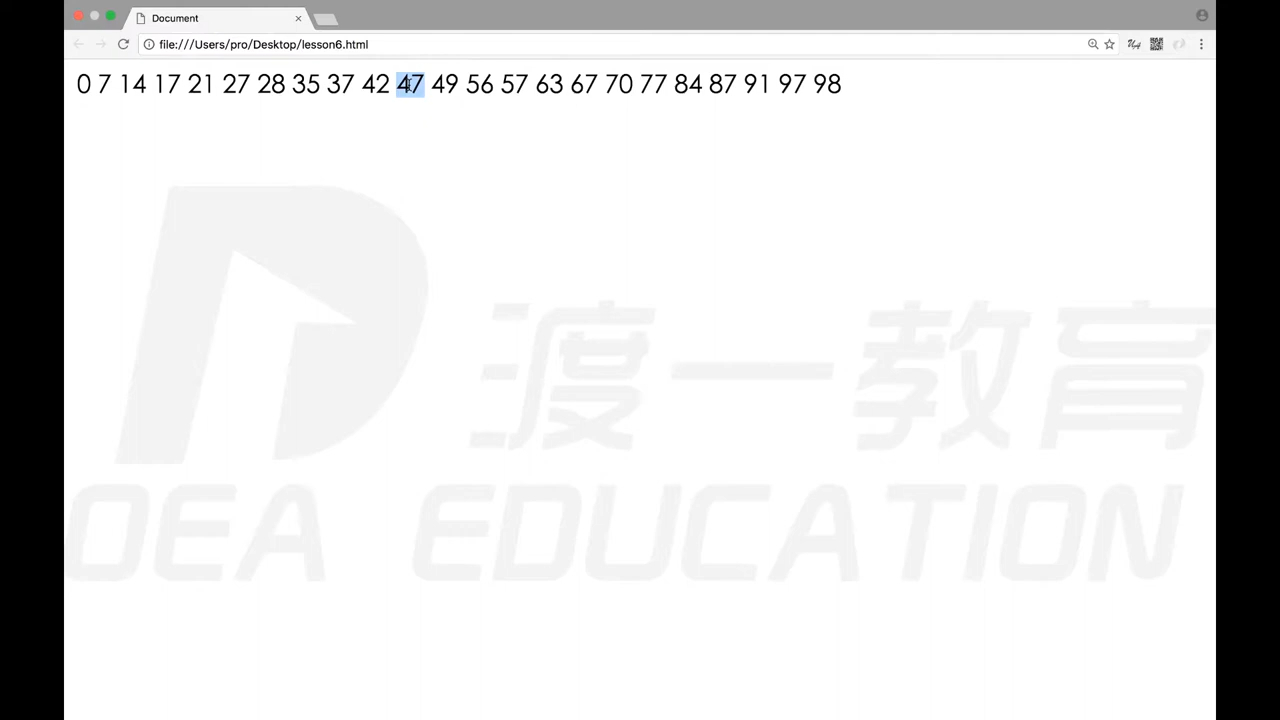 Document
file:///Users/pro/Desktop/lesson6.html
0 7 14 17 21 27 28 35 37 42 47 49 56 57 63 67 70 77 84 87 91 97 98
渡一教育
DEA EDUCATION